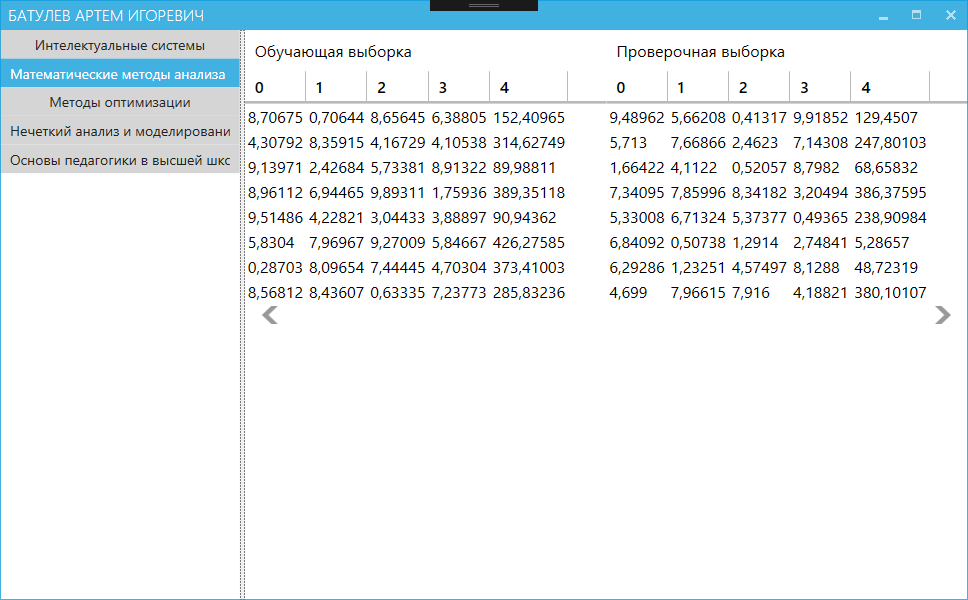 БАТУЛЕВ АРТЕМ ИГОРЕВИЧ
Интелектуальные системы
Математические методы анализа
Методы оптимизации
Нечеткий анализ и моделировани
Основы педагогики в высшей шкс
Обучающая выборка
0 1 2 3 4
8,70675 0,70644 8,65645 6,38805 152,40965
4,30792 8,35915 4,16729 4,10538 314,62749
9,13971 2,42684 5,73381 8,91322 89,98811
8,96112 6,94465 9,89311 1,75936 389,35118
9,51486 4,22821 3,04433 3,88897 90,94362
5,8304 7,96967 9,27009 5,84667 426,27585
0,28703 8,09654 7,44445 4,70304 373,41003
8,56812 8,43607 0,63335 7,23773 285,83236
Проверочная выборка
0 1 2 3 4
9,48962 5,66208 0,41317 9,91852 129,4507
5,713 7,66866 2,4623 7,14308 247,80103
1,66422 4,1122 0,52057 8,7982 68,65832
7,34095 7,85996 8,34182 3,20494 386,37595
5,33008 6,71324 5,37377 0,49365 238,90984
6,84092 0,50738 1,2914 2,74841 5,28657
6,29286 1,23251 4,57497 8,1288 48,72319
4,699 7,96615 7,916 4,18821 380,10107